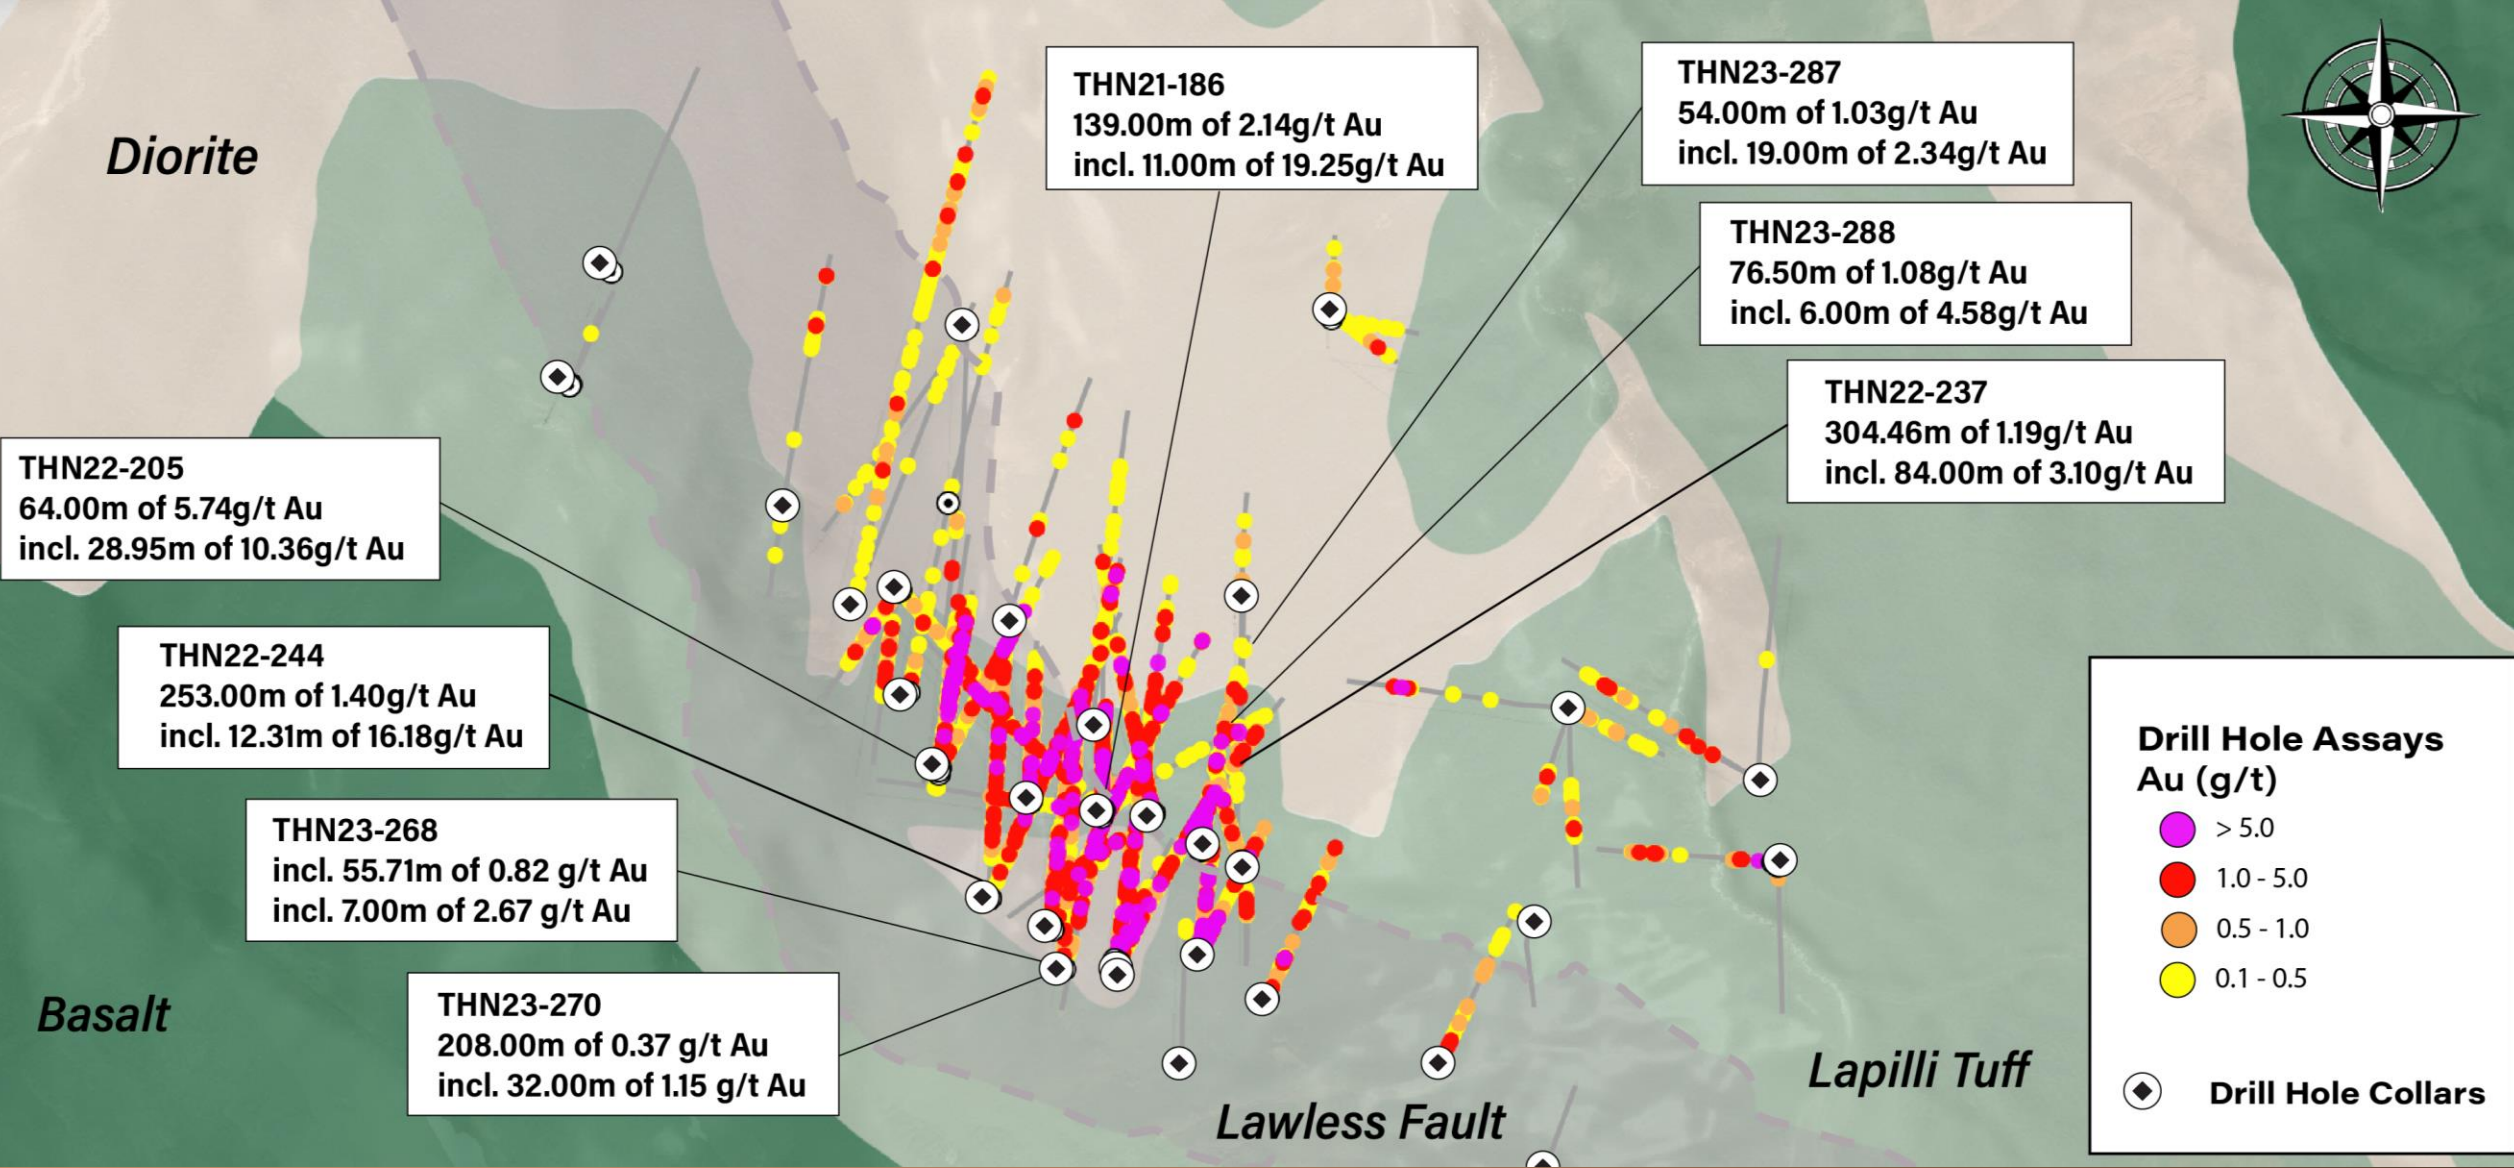 Diorite
THN21-186
139.00m of 2.14g/t Au
incl. 11.00m of 19.25g/t Au
THN23-287
54.00m of 1.03g/t Au
incl. 19.00m of 2.34g/t Au
THN23-288
76.50m of 1.08g/t Au
incl. 6.00m of 4.58g/t Au
THN22-237
304.46m of 1.19g/t Au
incl. 84.00m of 3.10g/t Au
THN22-205
64.00m of 5.74g/t Au
incl. 28.95m of 10.36g/t Au
THN22-244
253.00m of 1.40g/t Au
incl. 12.31m of 16.18g/t Au
THN23-268
incl. 55.71m of 0.82 g/t Au
incl. 7.00m of 2.67 g/t Au
THN23-270
208.00m of 0.37 g/t Au
incl. 32.00m of 1.15 g/t Au
Basalt
Lawless Fault
Lapilli Tuff
Drill Hole Assays
Au (g/t)
> 5.0
1.0 - 5.0
0.5 - 1.0
0.1 - 0.5
Drill Hole Collars